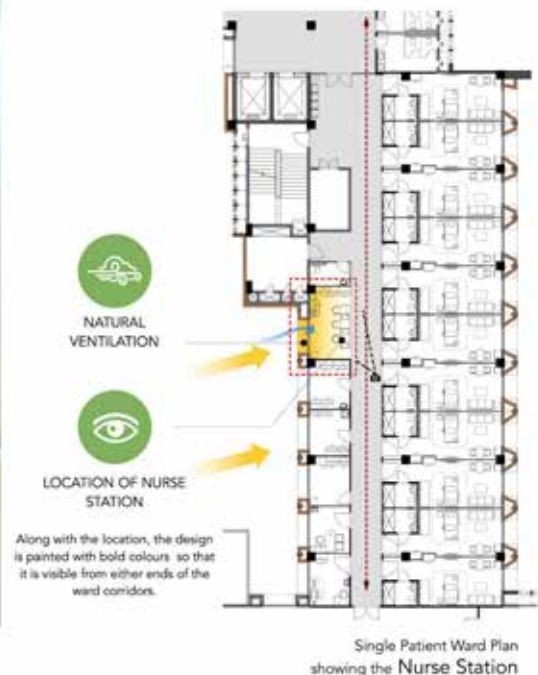 NATURAL
VENTILATION
LOCATION OF NURSE
STATION
Along with the location, the design
is painted with bold colours so that
it is visible from either ends of the
ward corridors.
Single Patient Ward Plan
showing the Nurse Station